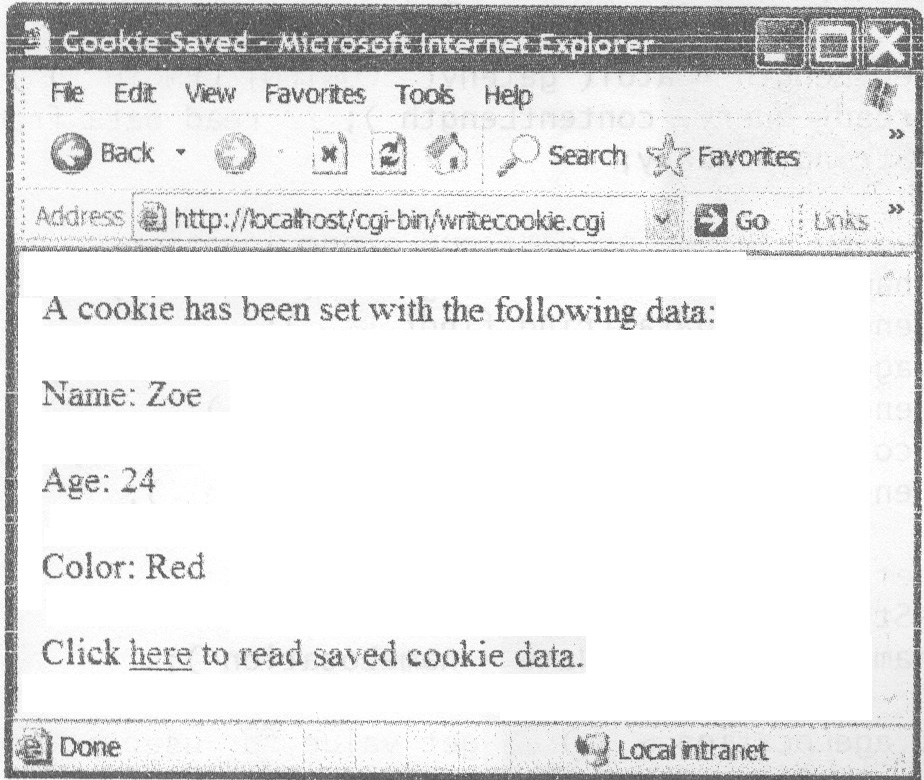 Cookie Saved - Microsoft Internet Explorer
File Edit View Favorites Tools Help
Back Search Favorites »
Address http://localhost/cgi-bin/writecookie.cgi Go Links »
A cookie has been set with the following data:
Name: Zoe
Age: 24
Color: Red
Click here to read saved cookie data.
Done Local intranet